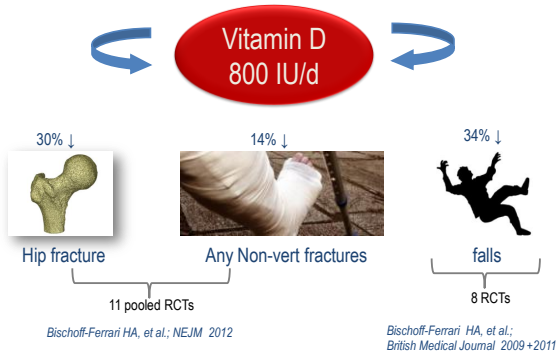 Vitamin D
800 IU/d
30% ↓
14% ↓
34% ↓
Hip fracture
Any Non-vert fractures
falls
11 pooled RCTs
8 RCTs
Bischoff-Ferrari HA, et al.; NEJM 2012
Bischoff-Ferrari HA, et al.;
British Medical Journal 2009+2011